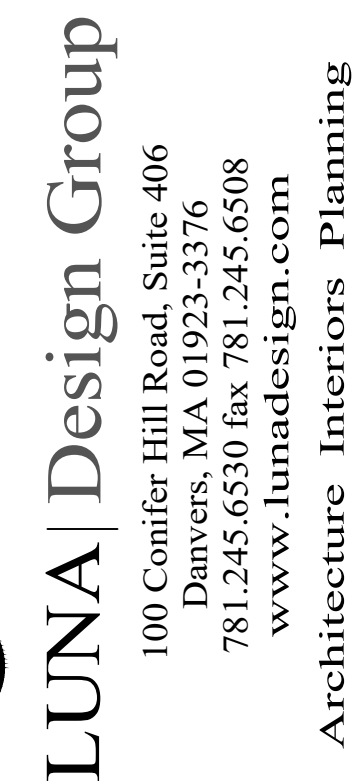 LUNA| Design Group
100 Conifer Hill Road, Suite 406
Danvers, MA 01923-3376
781.245.6530 fax 781.245.6508
www.lunadesign.com
Architecture Interiors Planning